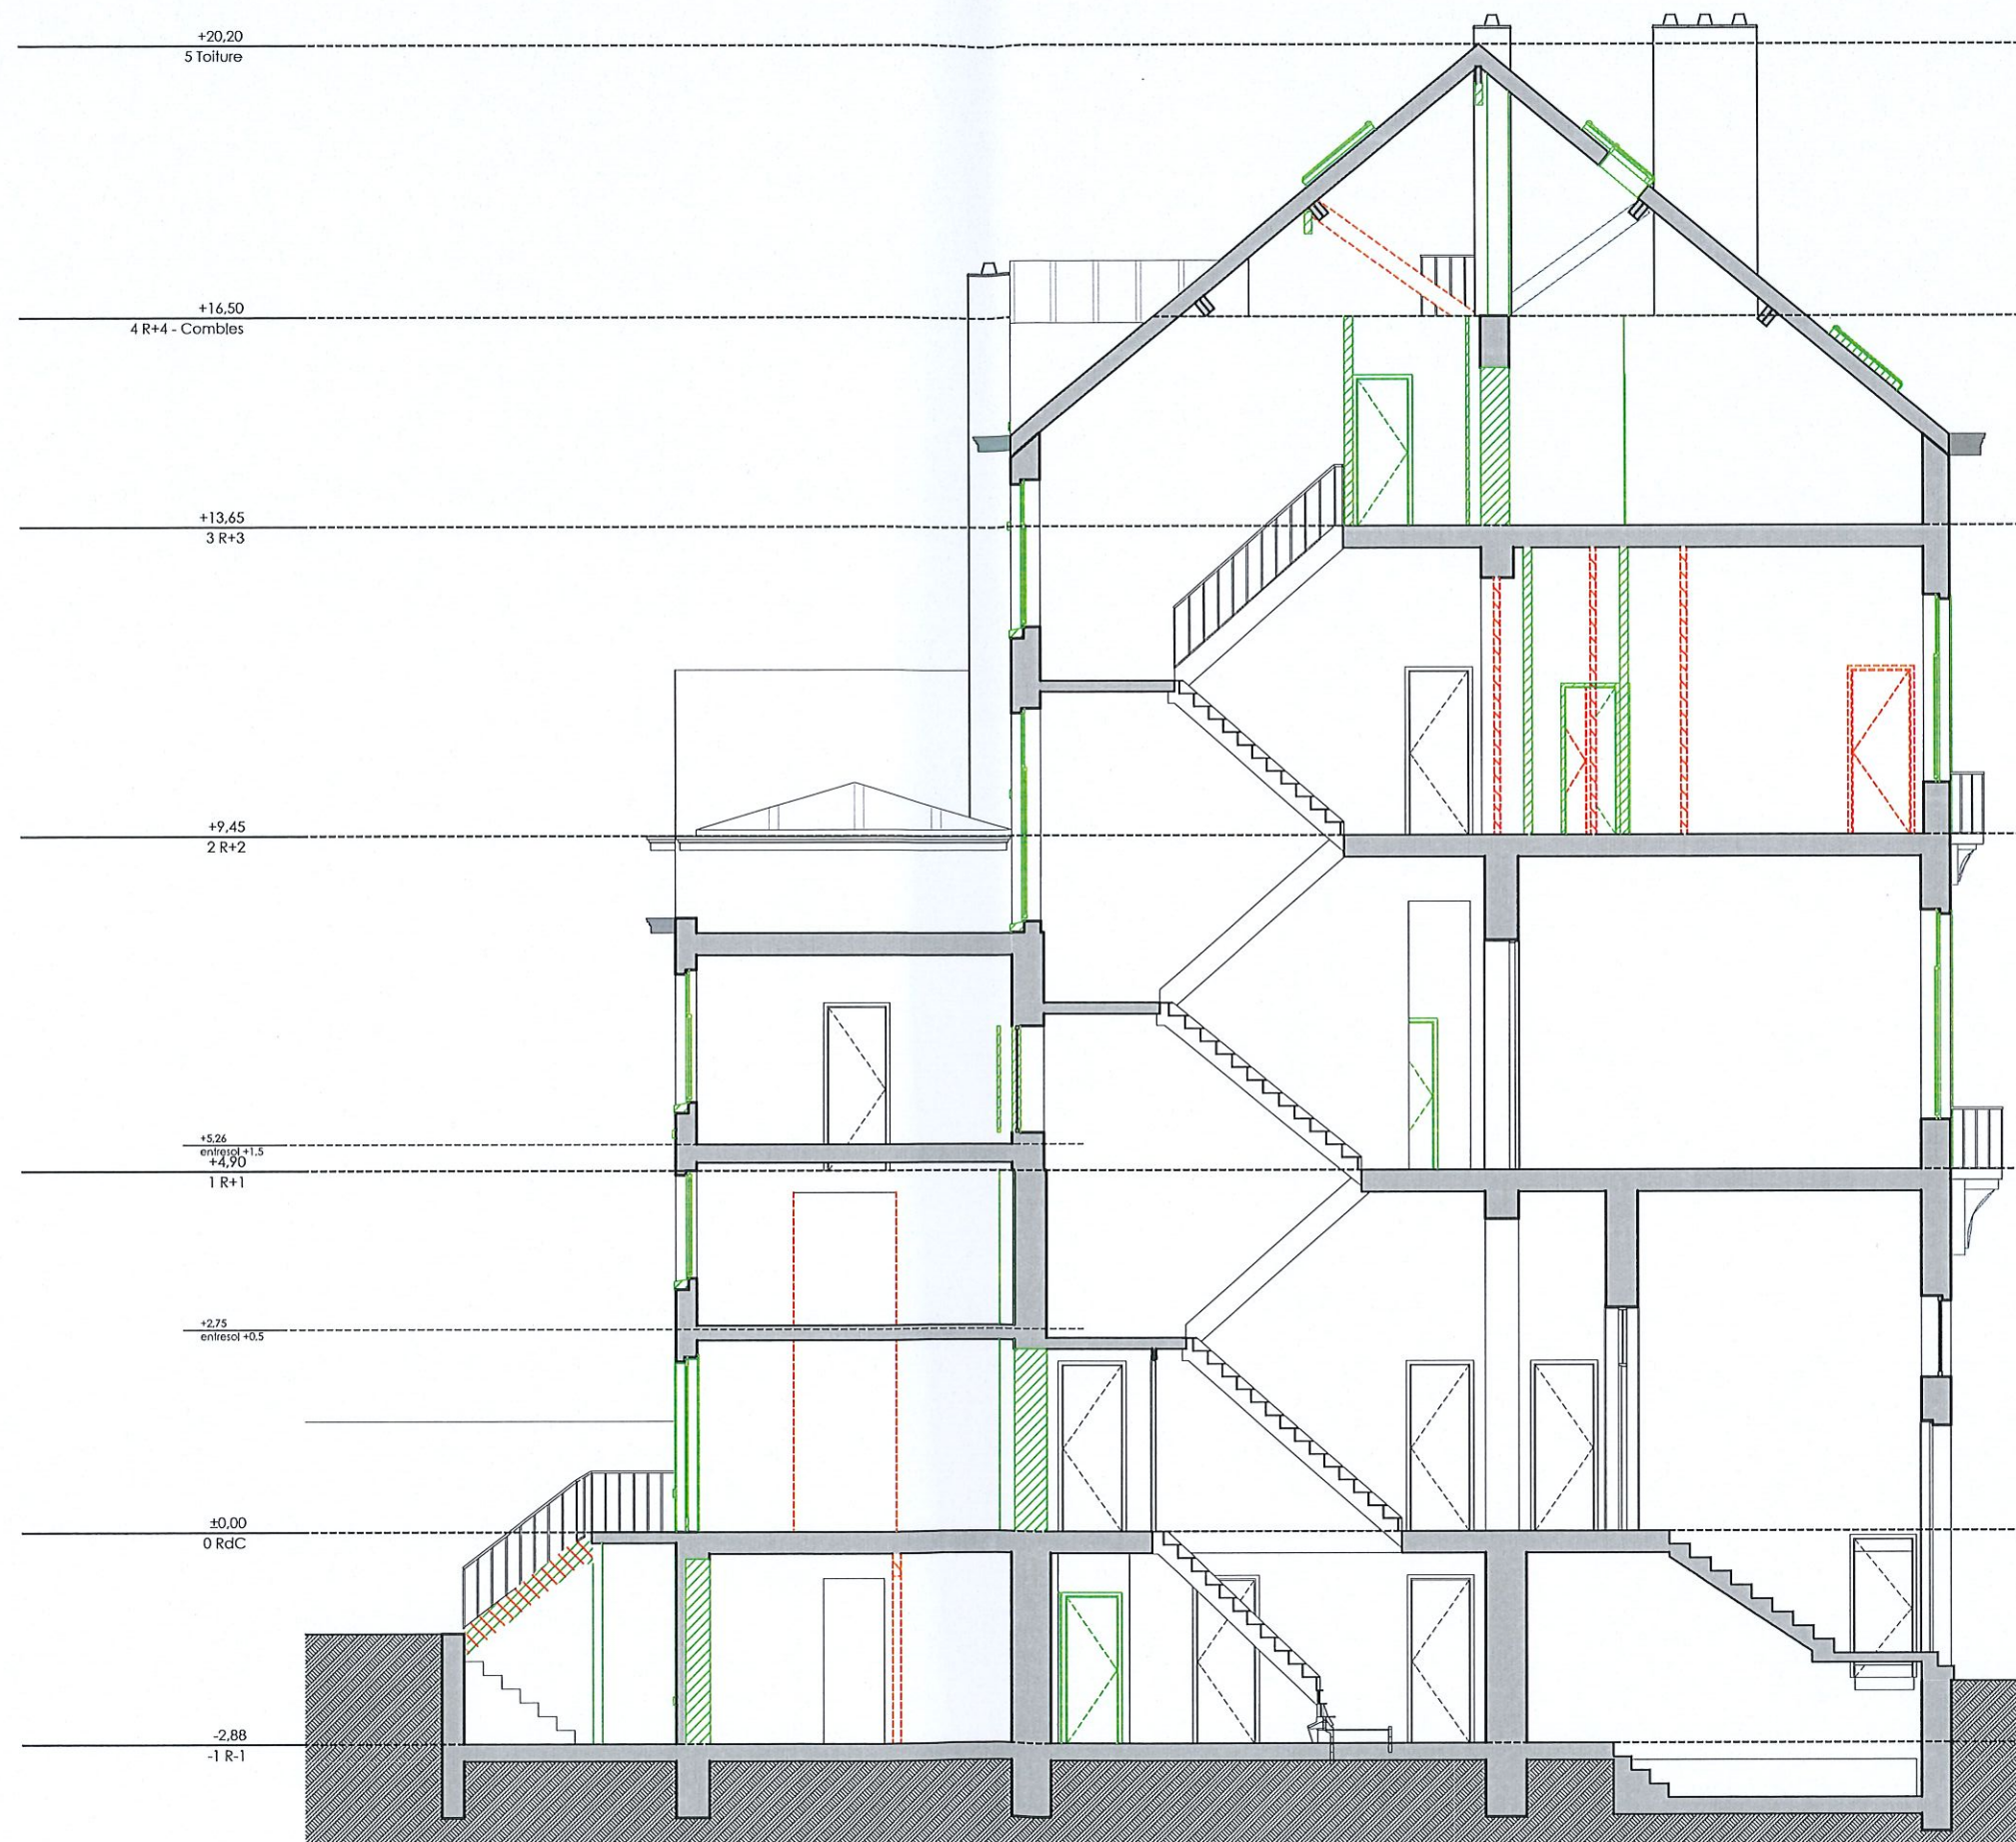 +20,20
5 Toiture
+16,50
4 R+4 - Combles
+13,65
3 R+3
+9,45
2 R+2
+5,26
entresol +1,5
+4,90
1 R+1
+2,75
entresol +0,5
±0,00
0 RdC
-2,88
-1 R-1